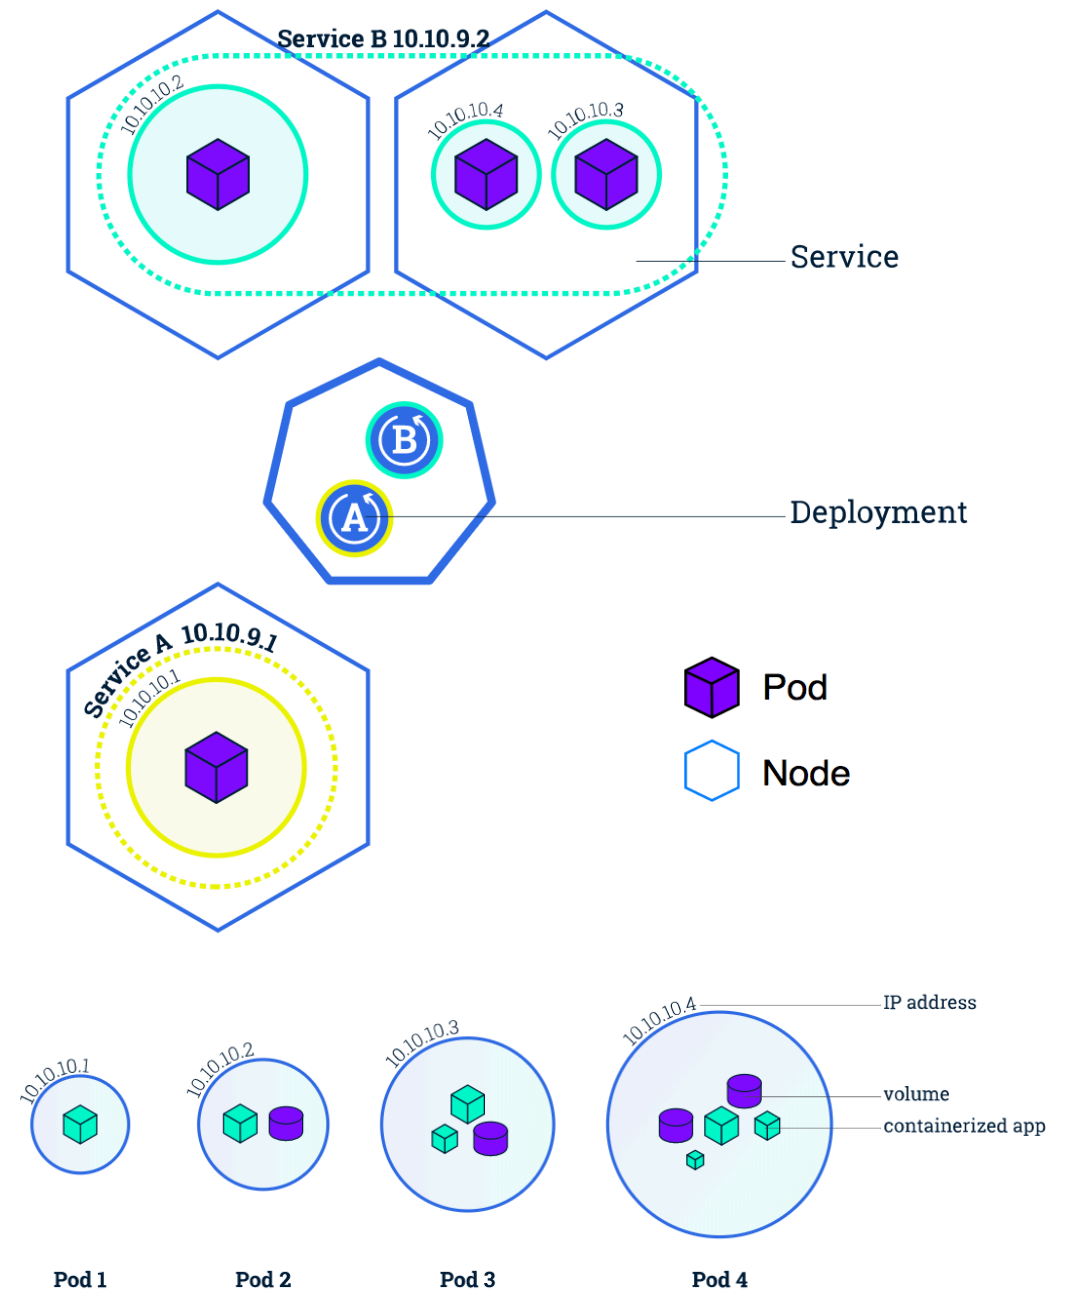 Service B 10.10.9.2
10.10.10.2
10.10.10.4
10.10.10.3
Service
B
A
Deployment
Service A 10.10.9.1
10.10.10.1
Pod
Node
10.10.10.1
10.10.10.2
10.10.10.3
10.10.10.4
IP address
volume
containerized app
Pod 1
Pod 2
Pod 3
Pod 4